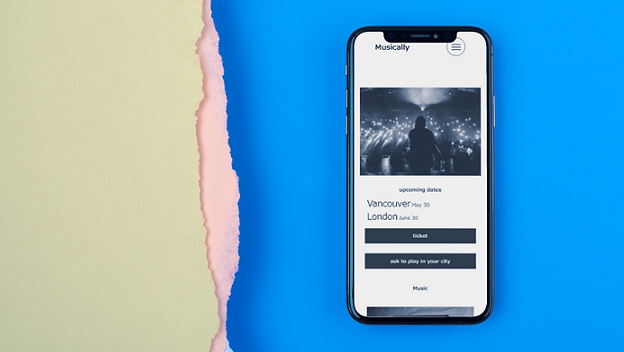 Musically
upcoming dates
Vancouver May 30
London June 30
ticket
ask to play in your city
Music